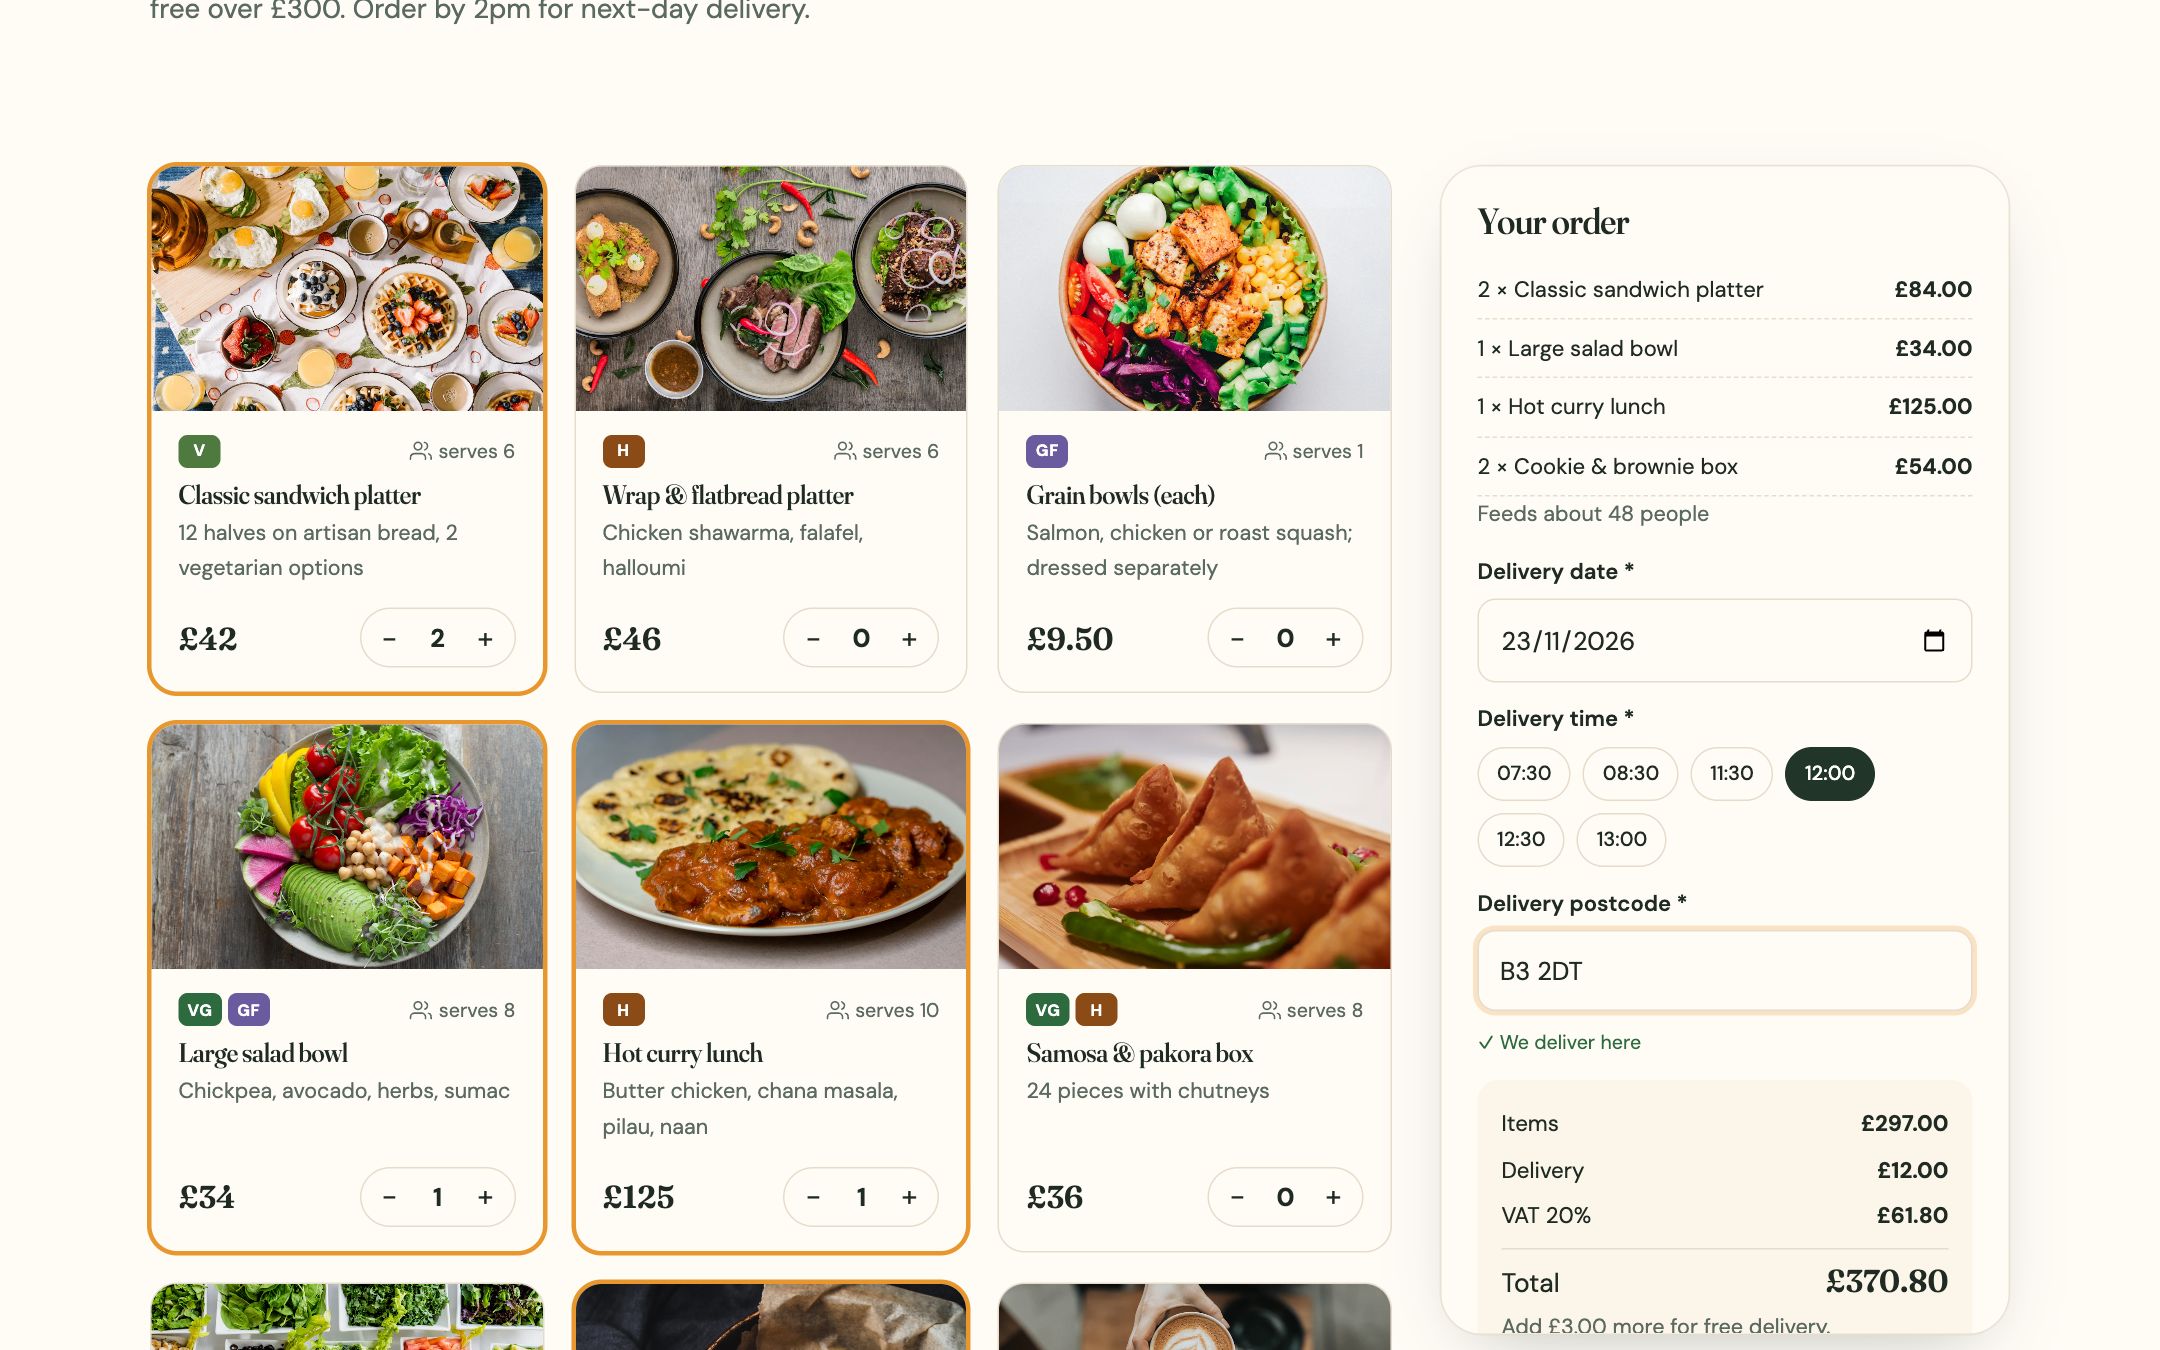 free over £300. Order by 2pm for next-day delivery.
V
serves 6
Classic sandwich platter
12 halves on artisan bread, 2
vegetarian options
£42
− 2 +
H
serves 6
Wrap & flatbread platter
Chicken shawarma, falafel,
halloumi
£46
− 0 +
GF
serves 1
Grain bowls (each)
Salmon, chicken or roast squash;
dressed separately
£9.50
− 0 +
VG GF
serves 8
Large salad bowl
Chickpea, avocado, herbs, sumac
£34
− 1 +
H
serves 10
Hot curry lunch
Butter chicken, chana masala,
pilau, naan
£125
− 1 +
VG H
serves 8
Samosa & pakora box
24 pieces with chutneys
£36
− 0 +
Your order
2 × Classic sandwich platter £84.00
1 × Large salad bowl £34.00
1 × Hot curry lunch £125.00
2 × Cookie & brownie box £54.00
Feeds about 48 people
Delivery date *
23/11/2026
Delivery time *
07:30 08:30 11:30 12:00
12:30 13:00
Delivery postcode *
B3 2DT
✓ We deliver here
Items £297.00
Delivery £12.00
VAT 20% £61.80
Total £370.80
Add £3.00 more for free delivery.